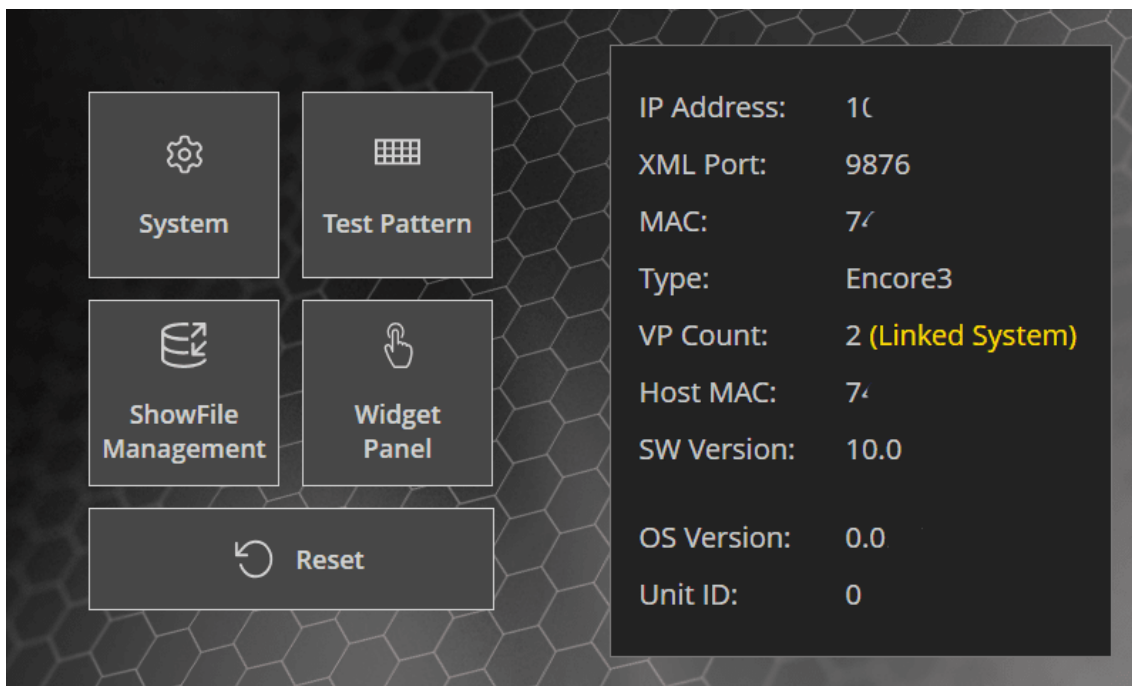 System
Test Pattern
ShowFile
Management
Widget
Panel
Reset
IP Address:
XML Port: 9876
MAC:
Type: Encore3
VP Count: 2 (Linked System)
Host MAC:
SW Version: 10.0
OS Version: 0.0
Unit ID: 0